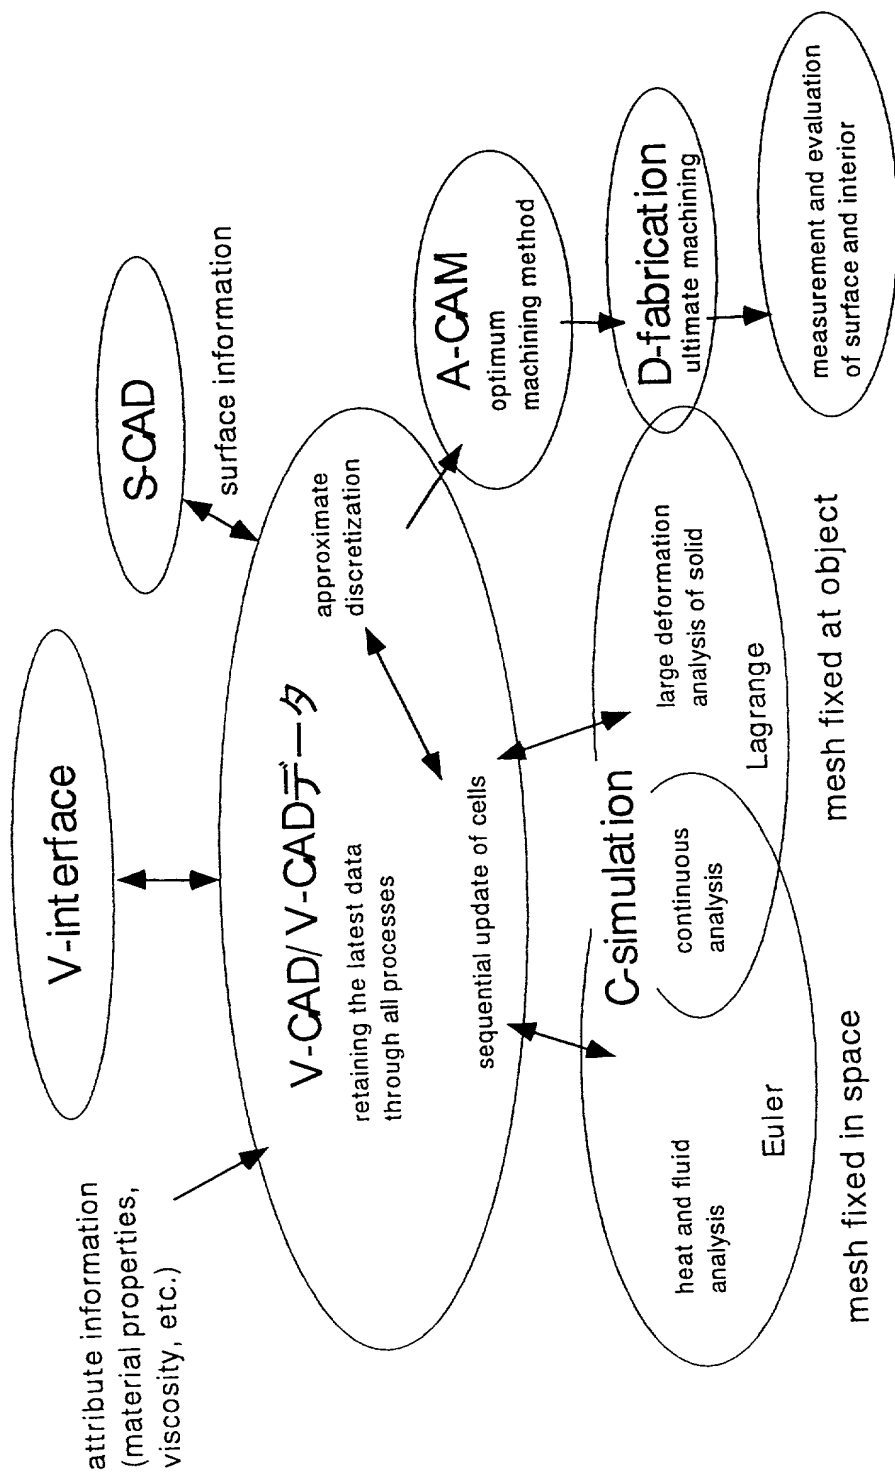 attribute information
(material properties,
viscosity, etc.)
V-interface
S-CAD
surface information
V-CAD/V-CADデータ
retaining the latest data
through all processes
approximate
discretization
sequential update of cells
A-CAM
optimum
machining method
D-fabrication
ultimate machining
measurement and evaluation
of surface and interior
C-simulation
heat and fluid
analysis
continuous
analysis
large deformation
analysis of solid
Euler
Lagrange
mesh fixed in space
mesh fixed at object